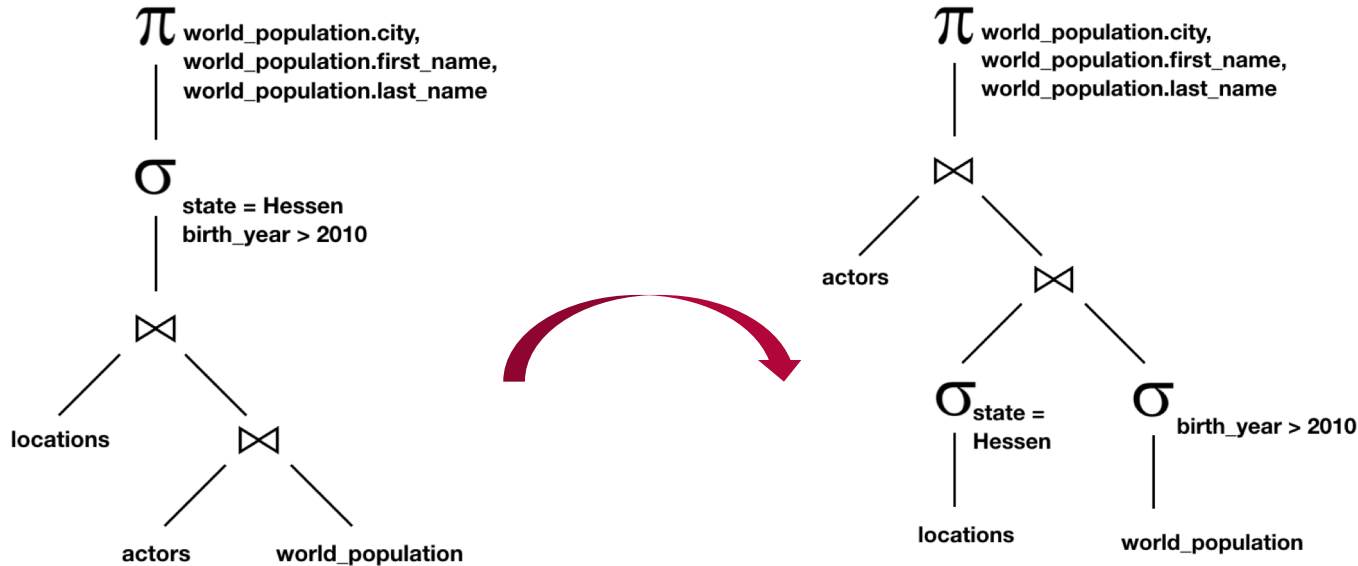 π world_population.city,
world_population.first_name,
world_population.last_name
σ
state = Hessen
birth_year > 2010
⋈
locations
⋈
actors
world_population
π world_population.city,
world_population.first_name,
world_population.last_name
⋈
actors
⋈
σ state =
Hessen
σ birth_year > 2010
locations
world_population